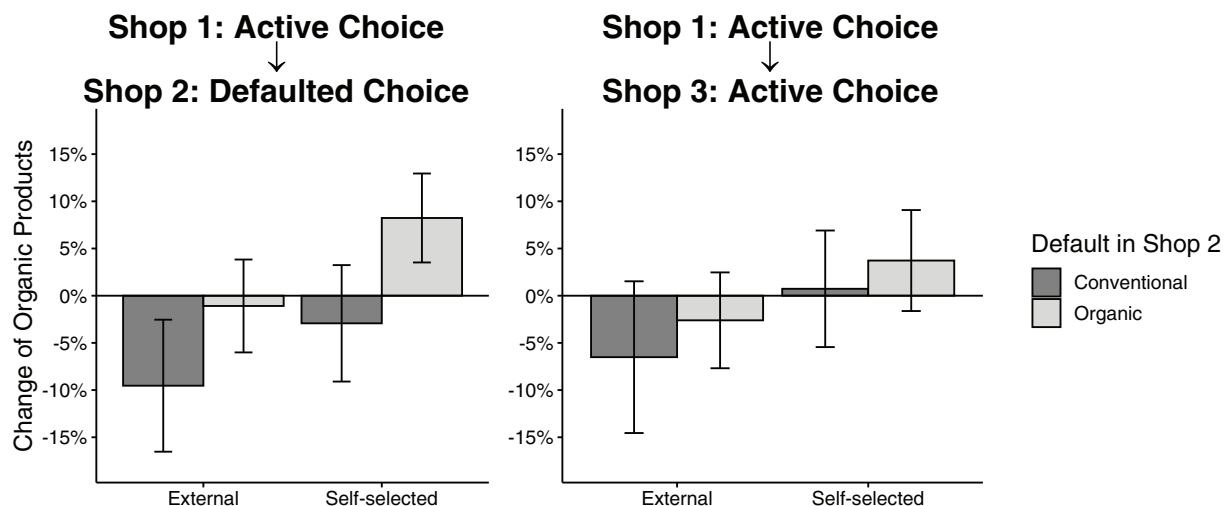 Shop 1: Active Choice
↓
Shop 2: Defaulted Choice
Shop 1: Active Choice
↓
Shop 3: Active Choice
Change of Organic Products
15%
10%
5%
0%
-5%
-10%
-15%
External
Self-selected
15%
10%
5%
0%
-5%
-10%
-15%
External
Self-selected
Default in Shop 2
Conventional
Organic